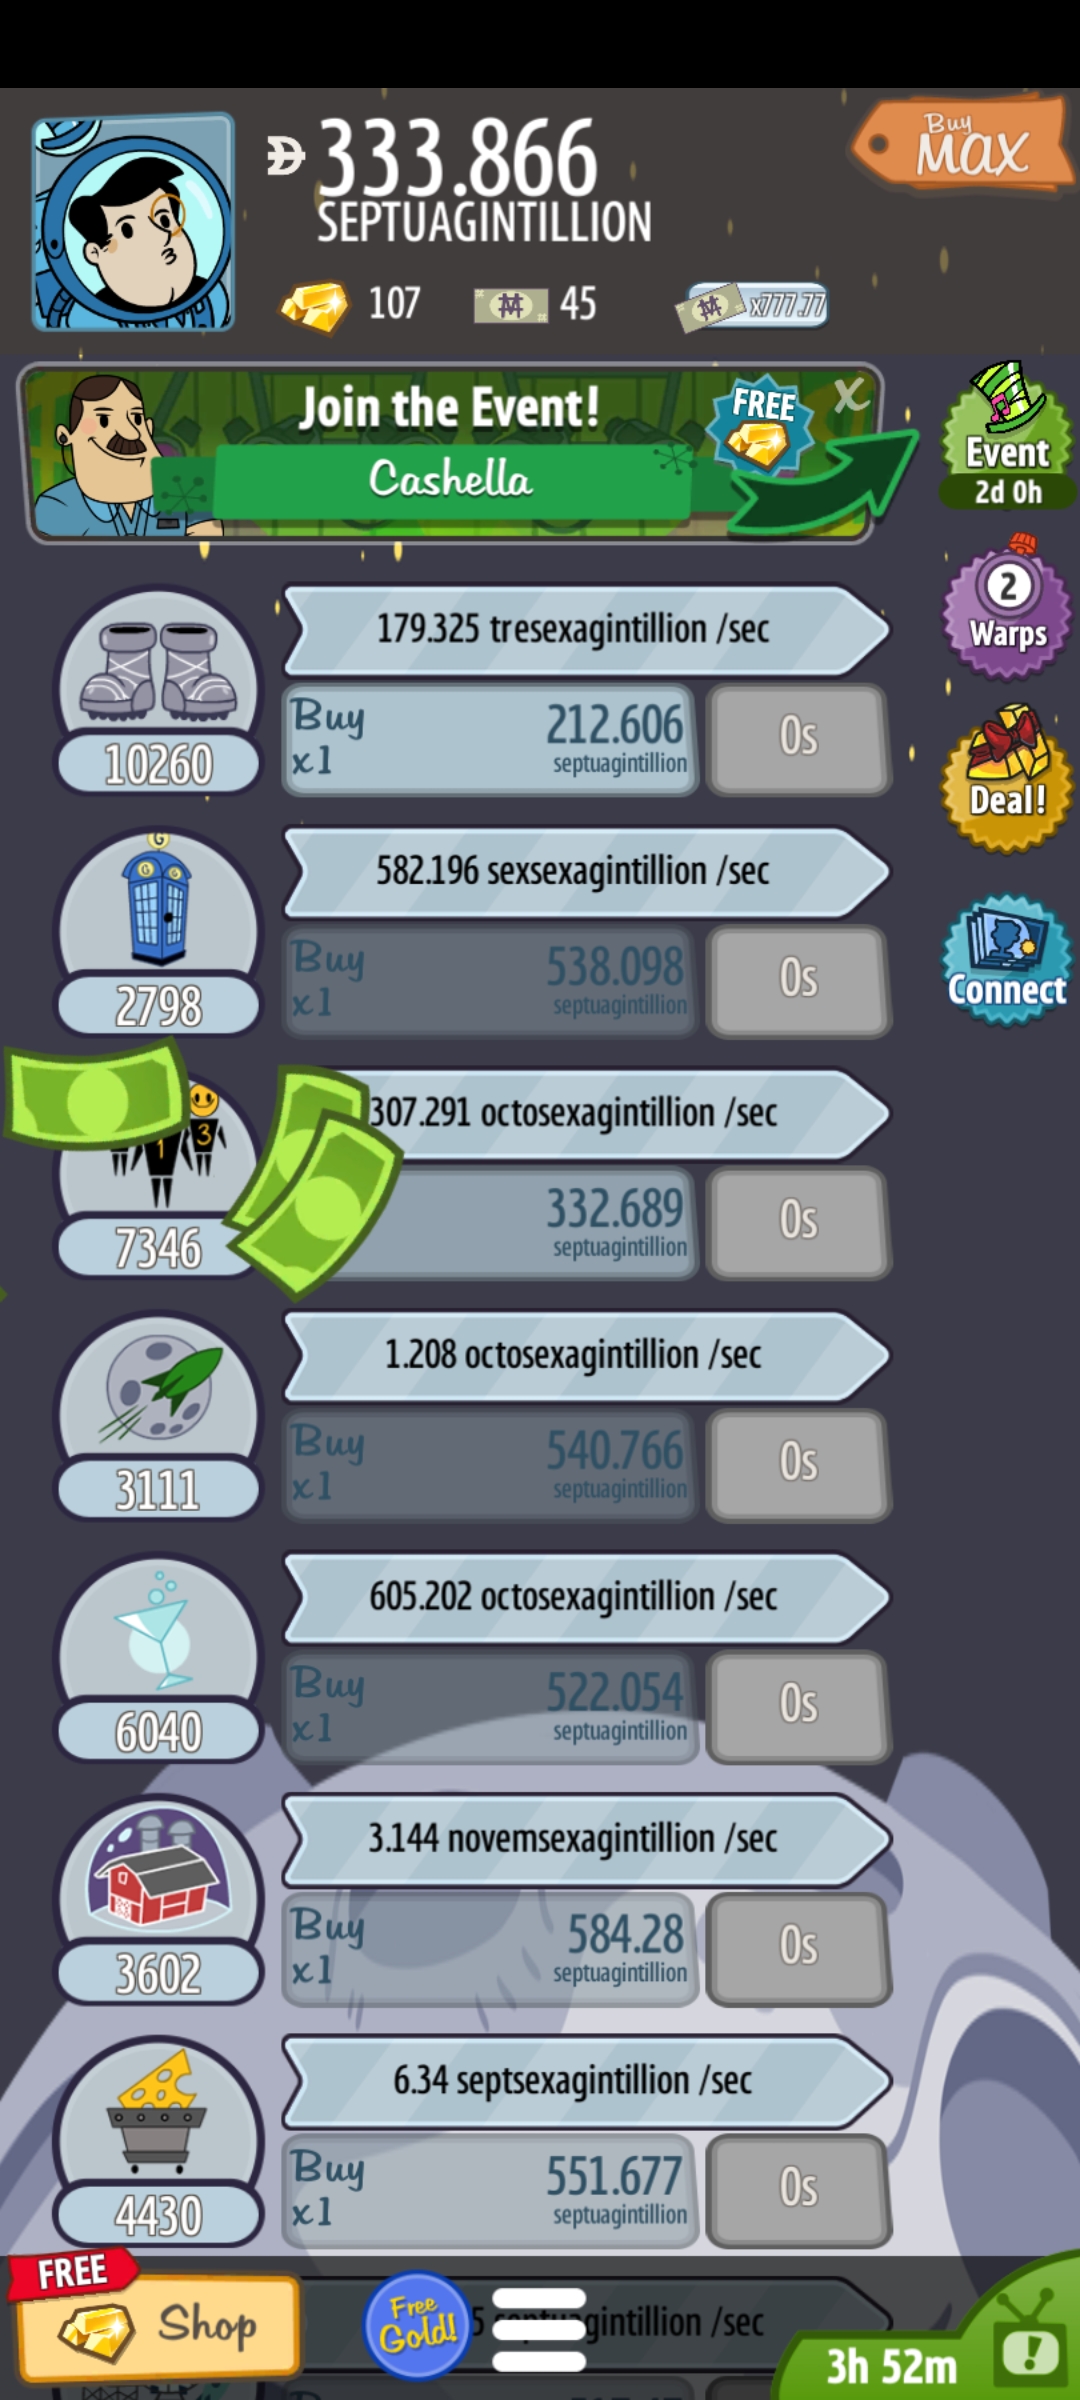 Buy
MAX
333.866
SEPTUAGINTILLION
107
45
x777.77
Join the Event!
Cashella
FREE
X
Event
2d 0h
179.325 tresexagintillion /sec
Buy
x1
212.606
septuagintillion
0s
10260
2
Warps
582.196 sexsexagintillion /sec
Buy
x1
538.098
septuagintillion
0s
2798
Deal!
Connect
307.291 octosexagintillion /sec
1
3
332.689
septuagintillion
0s
7346
1.208 octosexagintillion /sec
Buy
x1
540.766
septuagintillion
0s
3111
605.202 octosexagintillion /sec
Buy
x1
522.054
septuagintillion
0s
6040
3.144 novemsexagintillion /sec
Buy
x1
584.28
septuagintillion
0s
3602
6.34 septsexagintillion /sec
Buy
x1
551.677
septuagintillion
0s
4430
FREE
Shop
Free
Gold!
/sec
3h 52m